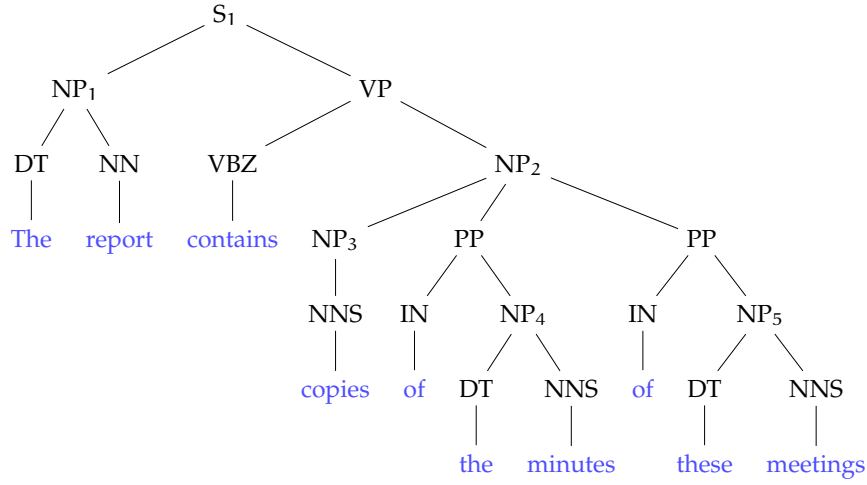 S₁
NP₁ VP
DT NN VBZ NP₂
The report contains NP₃ PP PP
NNS IN NP₄ IN NP₅
copies of DT NNS of DT NNS
the minutes these meetings